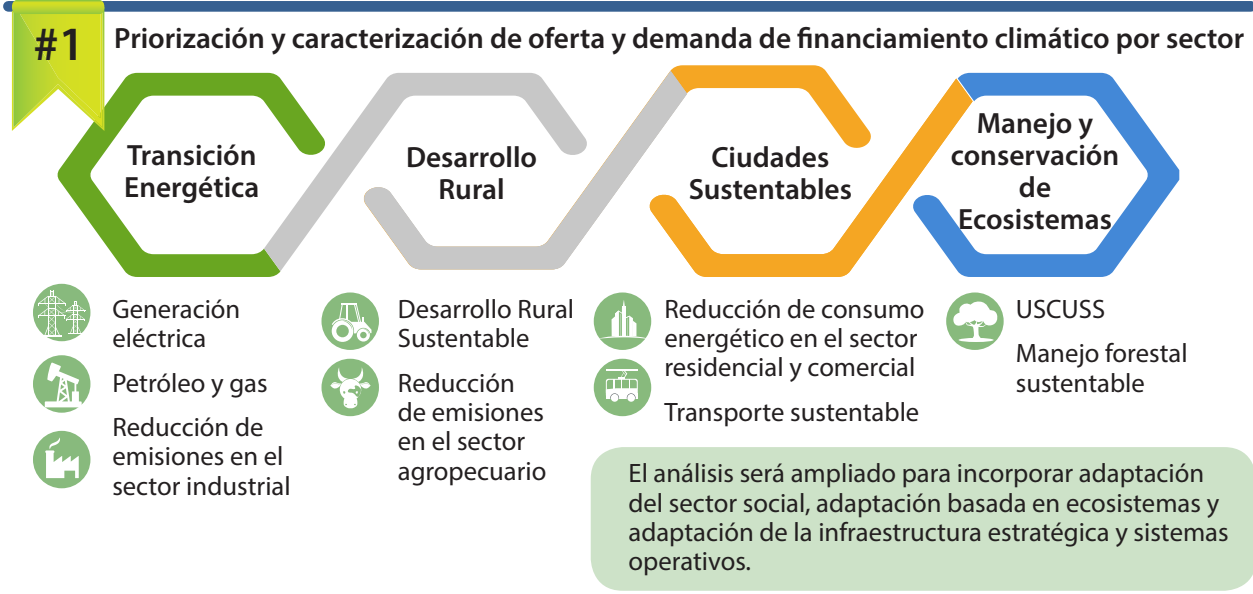 #1
Priorización y caracterización de oferta y demanda de financiamiento climático por sector
Transición
Energética
Desarrollo
Rural
Ciudades
Sustentables
Manejo y
conservación
de
Ecosistemas
Generación
eléctrica
Petróleo y gas
Reducción de
emisiones en el
sector industrial
Desarrollo Rural
Sustentable
Reducción
de emisiones
en el sector
agropecuario
Reducción de consumo
energético en el sector
residencial y comercial
Transporte sustentable
USCUSS
Manejo forestal
sustentable
El análisis será ampliado para incorporar adaptación
del sector social, adaptación basada en ecosistemas y
adaptación de la infraestructura estratégica y sistemas
operativos.